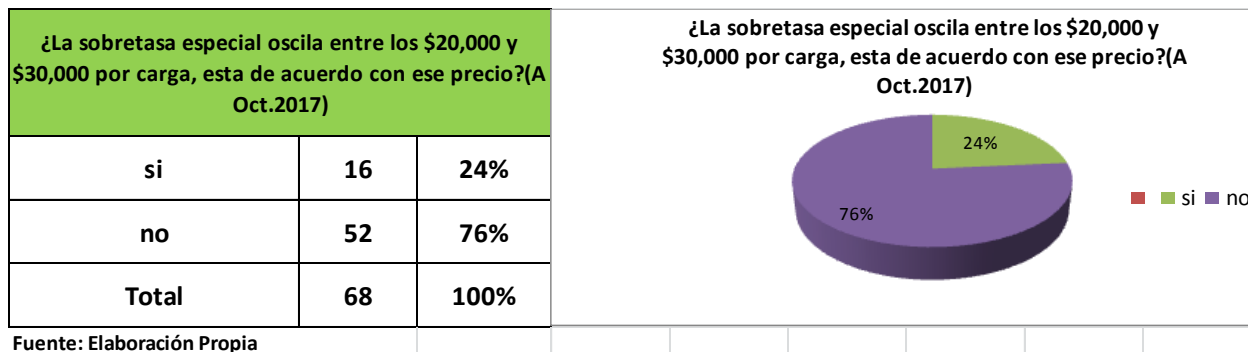 ¿La sobretasa especial oscila entre los $20,000 y
$30,000 por carga, esta de acuerdo con ese precio?(A
Oct.2017)
si 16 24%
no 52 76%
Total 68 100%
Fuente: Elaboración Propia
¿La sobretasa especial oscila entre los $20,000 y
$30,000 por carga, esta de acuerdo con ese precio?(A
Oct.2017)
24%
76%
si no